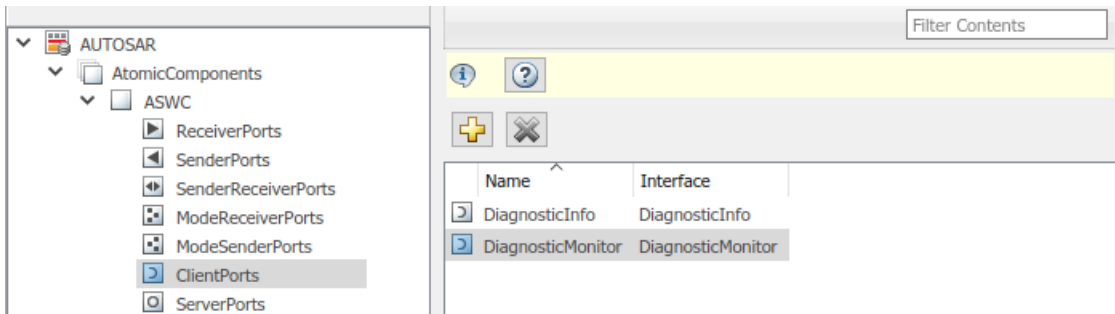 AUTOSAR
AtomicComponents
ASWC
ReceiverPorts
SenderPorts
SenderReceiverPorts
ModeReceiverPorts
ModeSenderPorts
ClientPorts
ServerPorts
Filter Contents
Name Interface
DiagnosticInfo DiagnosticInfo
DiagnosticMonitor DiagnosticMonitor